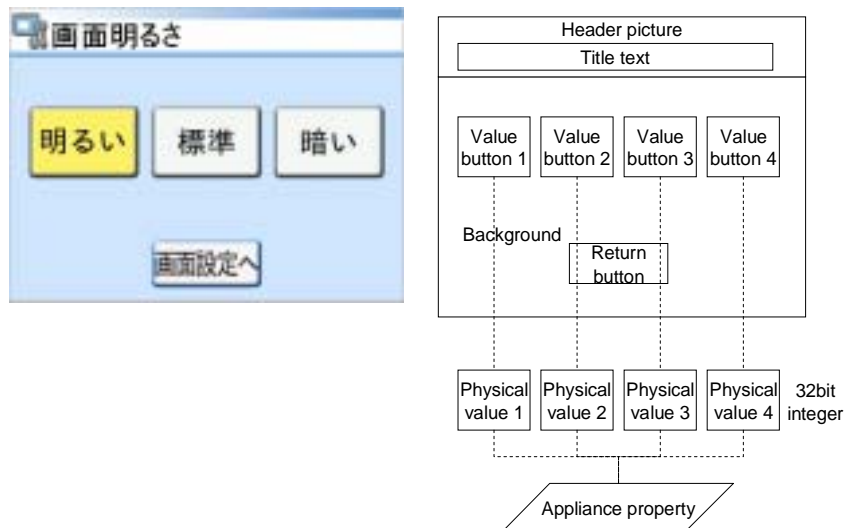 画面明るさ
明るい
標準
暗い
画面設定へ
Header picture
Title text
Value
button 1
Value
button 2
Value
button 3
Value
button 4
Background
Return
button
Physical
value 1
Physical
value 2
Physical
value 3
Physical
value 4
32bit
integer
Appliance property